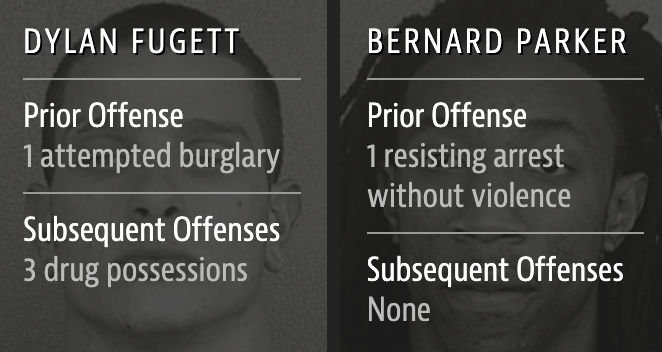 DYLAN FUGETT
Prior Offense
1 attempted burglary
Subsequent Offenses
3 drug possessions
BERNARD PARKER
Prior Offense
1 resisting arrest
without violence
Subsequent Offenses
None